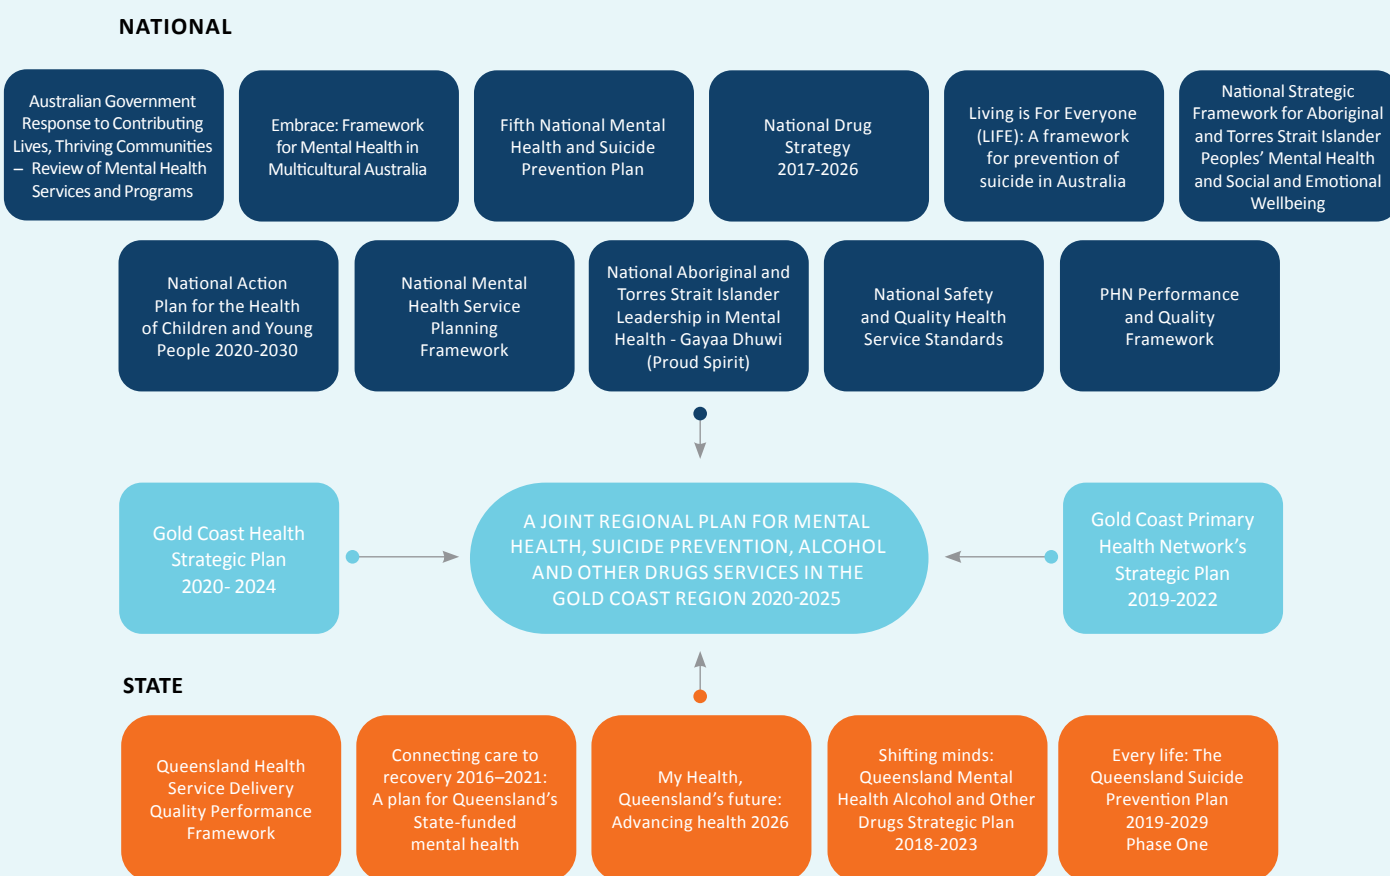 NATIONAL
Australian Government
Response to Contributing
Lives, Thriving Communities
– Review of Mental Health
Services and Programs
Embrace: Framework
for Mental Health in
Multicultural Australia
Fifth National Mental
Health and Suicide
Prevention Plan
National Drug
Strategy
2017-2026
Living is For Everyone
(LIFE): A framework
for prevention of
suicide in Australia
National Strategic
Framework for Aboriginal
and Torres Strait Islander
Peoples’ Mental Health
and Social and Emotional
Wellbeing
National Action
Plan for the Health
of Children and Young
People 2020-2030
National Mental
Health Service
Planning
Framework
National Aboriginal and
Torres Strait Islander
Leadership in Mental
Health - Gayaa Dhuwi
(Proud Spirit)
National Safety
and Quality Health
Service Standards
PHN Performance
and Quality
Framework
Gold Coast Health
Strategic Plan
2020- 2024
A JOINT REGIONAL PLAN FOR MENTAL
HEALTH, SUICIDE PREVENTION, ALCOHOL
AND OTHER DRUGS SERVICES IN THE
GOLD COAST REGION 2020-2025
Gold Coast Primary
Health Network’s
Strategic Plan
2019-2022
STATE
Queensland Health
Service Delivery
Quality Performance
Framework
Connecting care to
recovery 2016–2021:
A plan for Queensland’s
State-funded
mental health
My Health,
Queensland’s future:
Advancing health 2026
Shifting minds:
Queensland Mental
Health Alcohol and Other
Drugs Strategic Plan
2018-2023
Every life: The
Queensland Suicide
Prevention Plan
2019-2029
Phase One